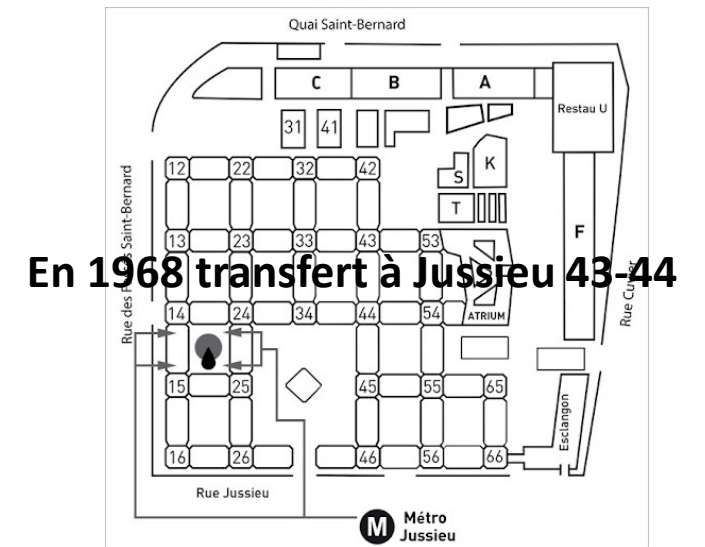 Quai Saint-Bernard
C B A
Restau U
31 41
K
12 22 32 42
S
T
F
Rue des Fossés Saint-Bernard
13 23 33 43 53
En 1968 transfert à Jussieu 43-44
Rue Cuvier
14 24 34 44 54
ATRIUM
15 25 45 55 65
Esclangon
16 26 46 56 66
Rue Jussieu
M Métro
Jussieu